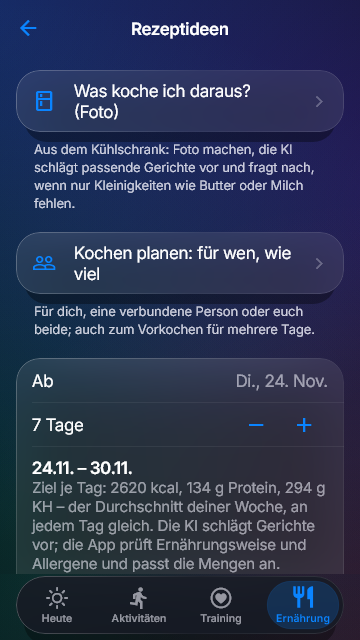 Rezeptideen
Was koche ich daraus?
(Foto)
Aus dem Kühlschrank: Foto machen, die KI
schlägt passende Gerichte vor und fragt nach,
wenn nur Kleinigkeiten wie Butter oder Milch
fehlen.
Kochen planen: für wen, wie
viel
Für dich, eine verbundene Person oder euch
beide; auch zum Vorkochen für mehrere Tage.
Ab
Di., 24. Nov.
7 Tage
24.11. – 30.11.
Ziel je Tag: 2620 kcal, 134 g Protein, 294 g
KH – der Durchschnitt deiner Woche, an
jedem Tag gleich. Die KI schlägt Gerichte
vor; die App prüft Ernährungsweise und
Allergene und passt die Mengen an.
Heute
Aktivitäten
Training
Ernährung